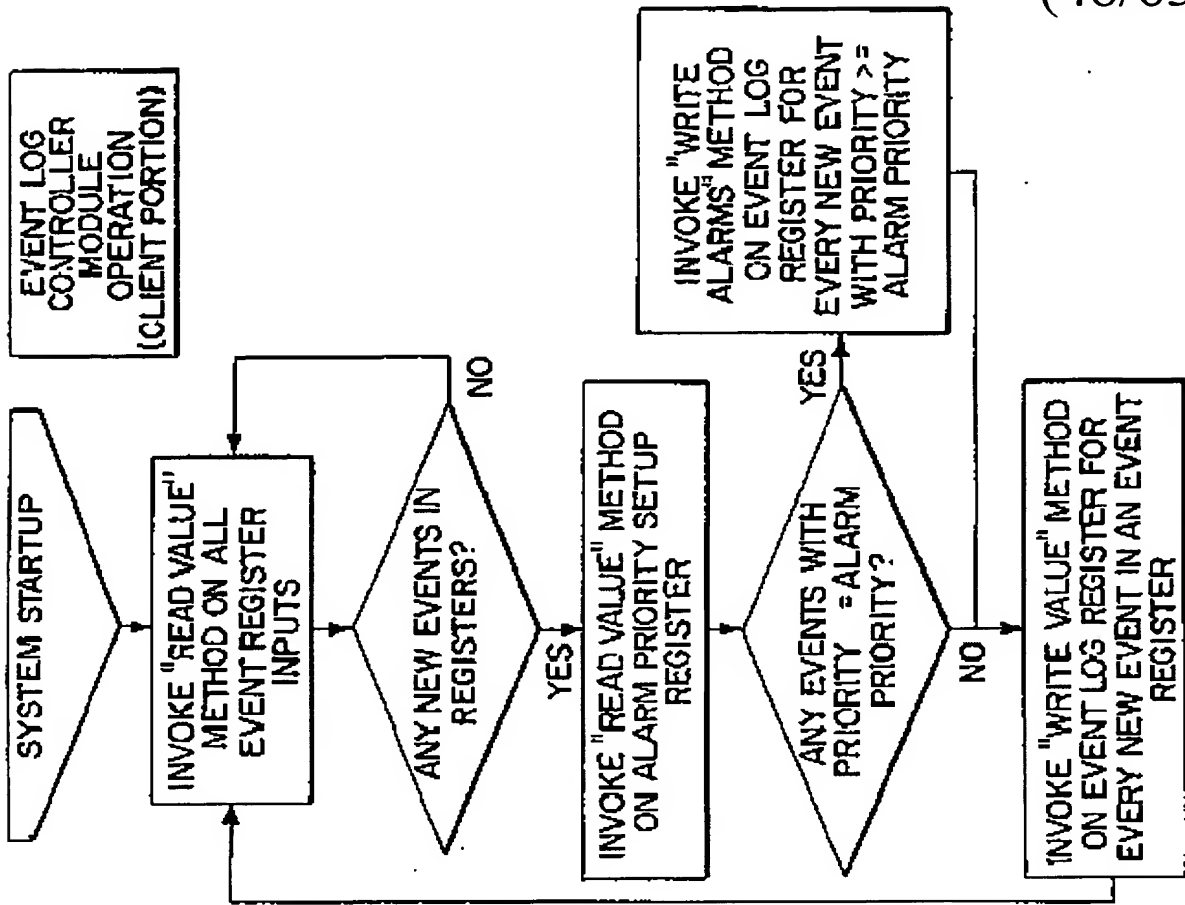 EVENT LOG
CONTROLLER
MODULE
OPERATION
(CLIENT PORTION)
SYSTEM STARTUP
INVOKE "READ VALUE"
METHOD ON ALL
EVENT REGISTER
INPUTS
ANY NEW EVENTS IN
REGISTERS?
NO
YES
INVOKE "READ VALUE" METHOD
ON ALARM PRIORITY SETUP
REGISTER
ANY EVENTS WITH
PRIORITY =ALARM
PRIORITY?
YES
INVOKE "WRITE
ALARMS" METHOD
ON EVENT LOG
REGISTER FOR
EVERY NEW EVENT
WITH PRIORITY >=
ALARM PRIORITY
NO
INVOKE "WRITE VALUE" METHOD
ON EVENT LOG REGISTER FOR
EVERY NEW EVENT IN AN EVENT
REGISTER